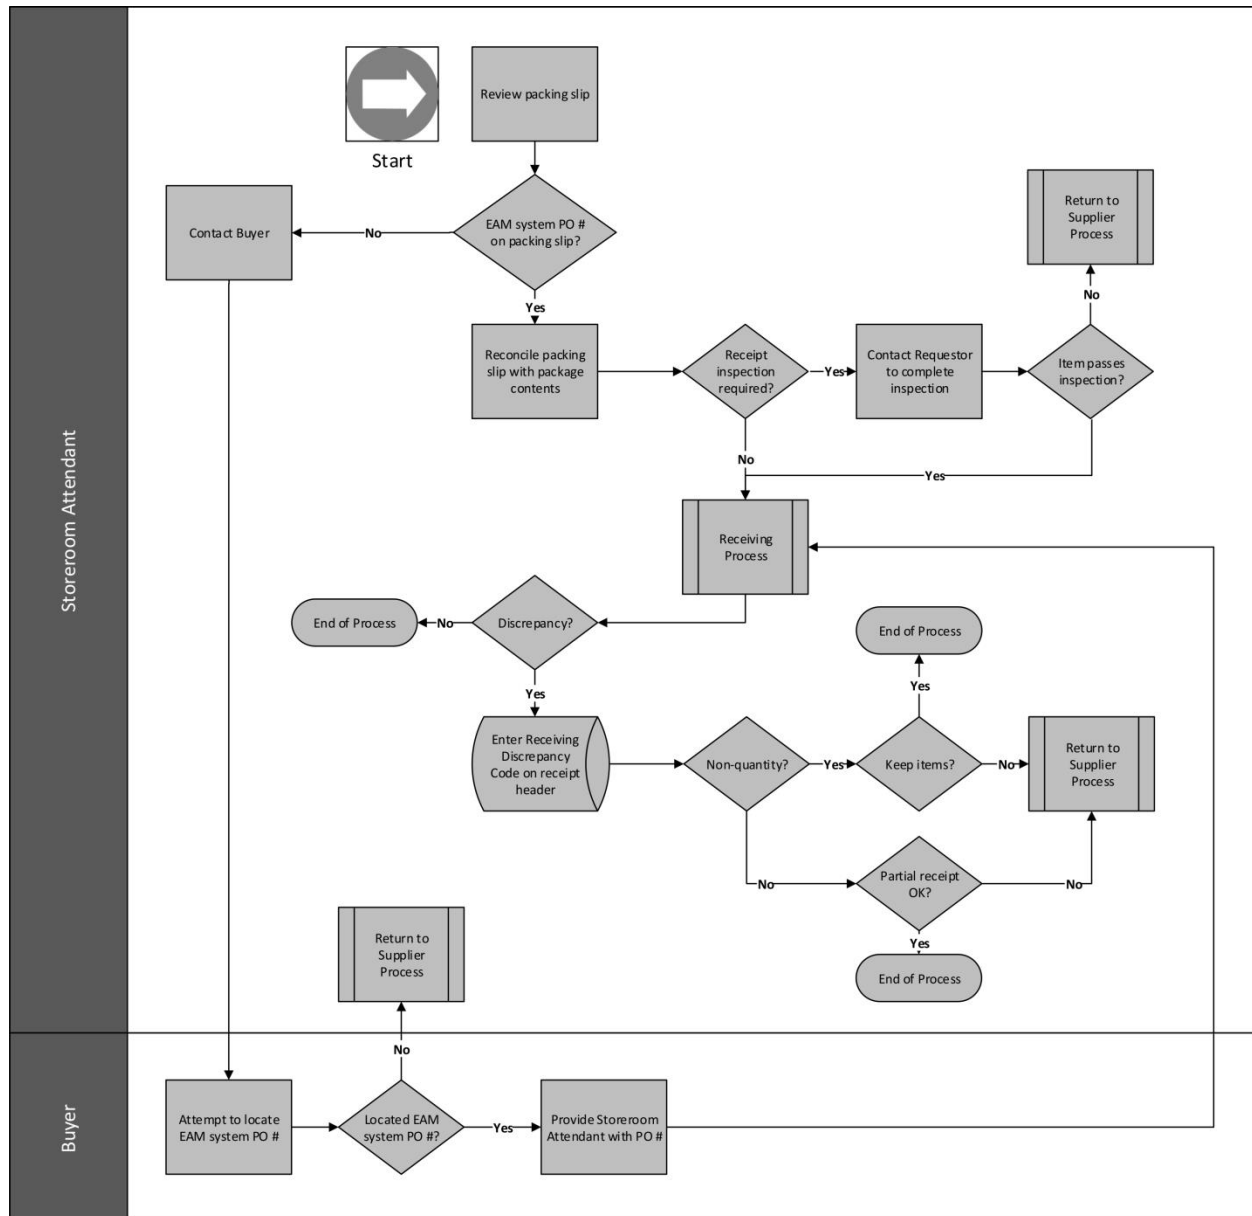 Storeroom Attendant
Start
Review packing slip
EAM system PO #
on packing slip?
No
Contact Buyer
Yes
Reconcile packing
slip with package
contents
Receipt
inspection
required?
Yes
Contact Requestor
to complete
inspection
Item passes
inspection?
No
Return to
Supplier
Process
No
Yes
Receiving
Process
Discrepancy?
No
End of Process
Yes
Enter Receiving
Discrepancy
Code on receipt
header
Non-quantity?
Yes
Keep items?
Yes
End of Process
No
Return to
Supplier
Process
No
Partial receipt
OK?
No
Yes
End of Process
Return to
Supplier
Process
No
Buyer
Attempt to locate
EAM system PO #
Located EAM
system PO #?
Yes
Provide Storeroom
Attendant with PO #